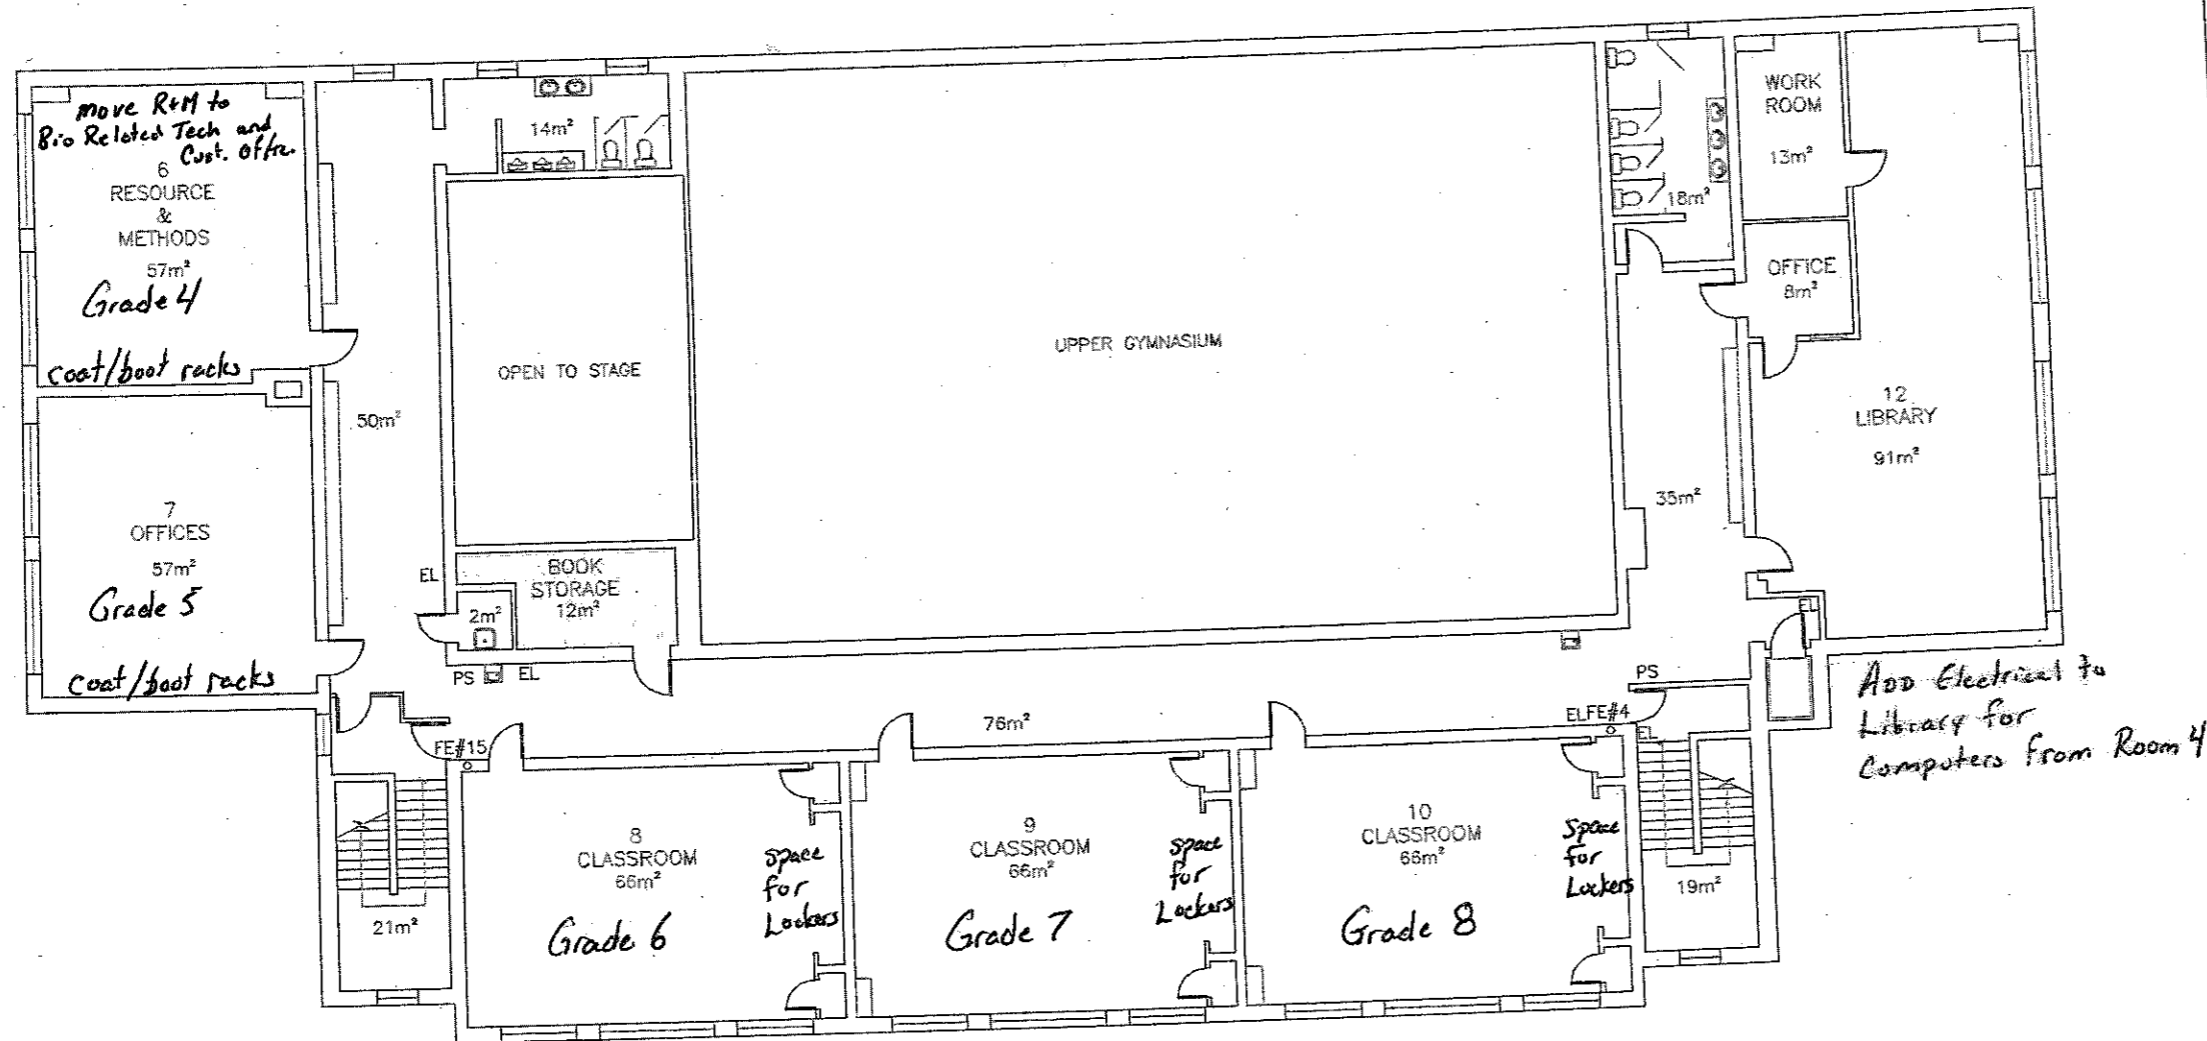 move R+M to
Bio Related Tech and
Cust. Offic.
6
RESOURCE
&
METHODS
57m²
Grade 4
coat/boot racks
7
OFFICES
57m²
Grade 5
coat/boot racks
50m²
14m²
OPEN TO STAGE
EL
BOOK
STORAGE
12m²
2m²
PS
EL
UPPER GYMNASIUM
18m²
WORK
ROOM
13m²
OFFICE
8m²
12
LIBRARY
91m²
35m²
EL
PS
ADD Electrical to
Library for
Computers from Room 4
76m²
FE#15
ELFE#4
EL
21m²
8
CLASSROOM
66m²
Grade 6
space
for
Lockers
9
CLASSROOM
66m²
Grade 7
space
for
Lockers
10
CLASSROOM
66m²
Grade 8
Space
for
Lockers
19m²